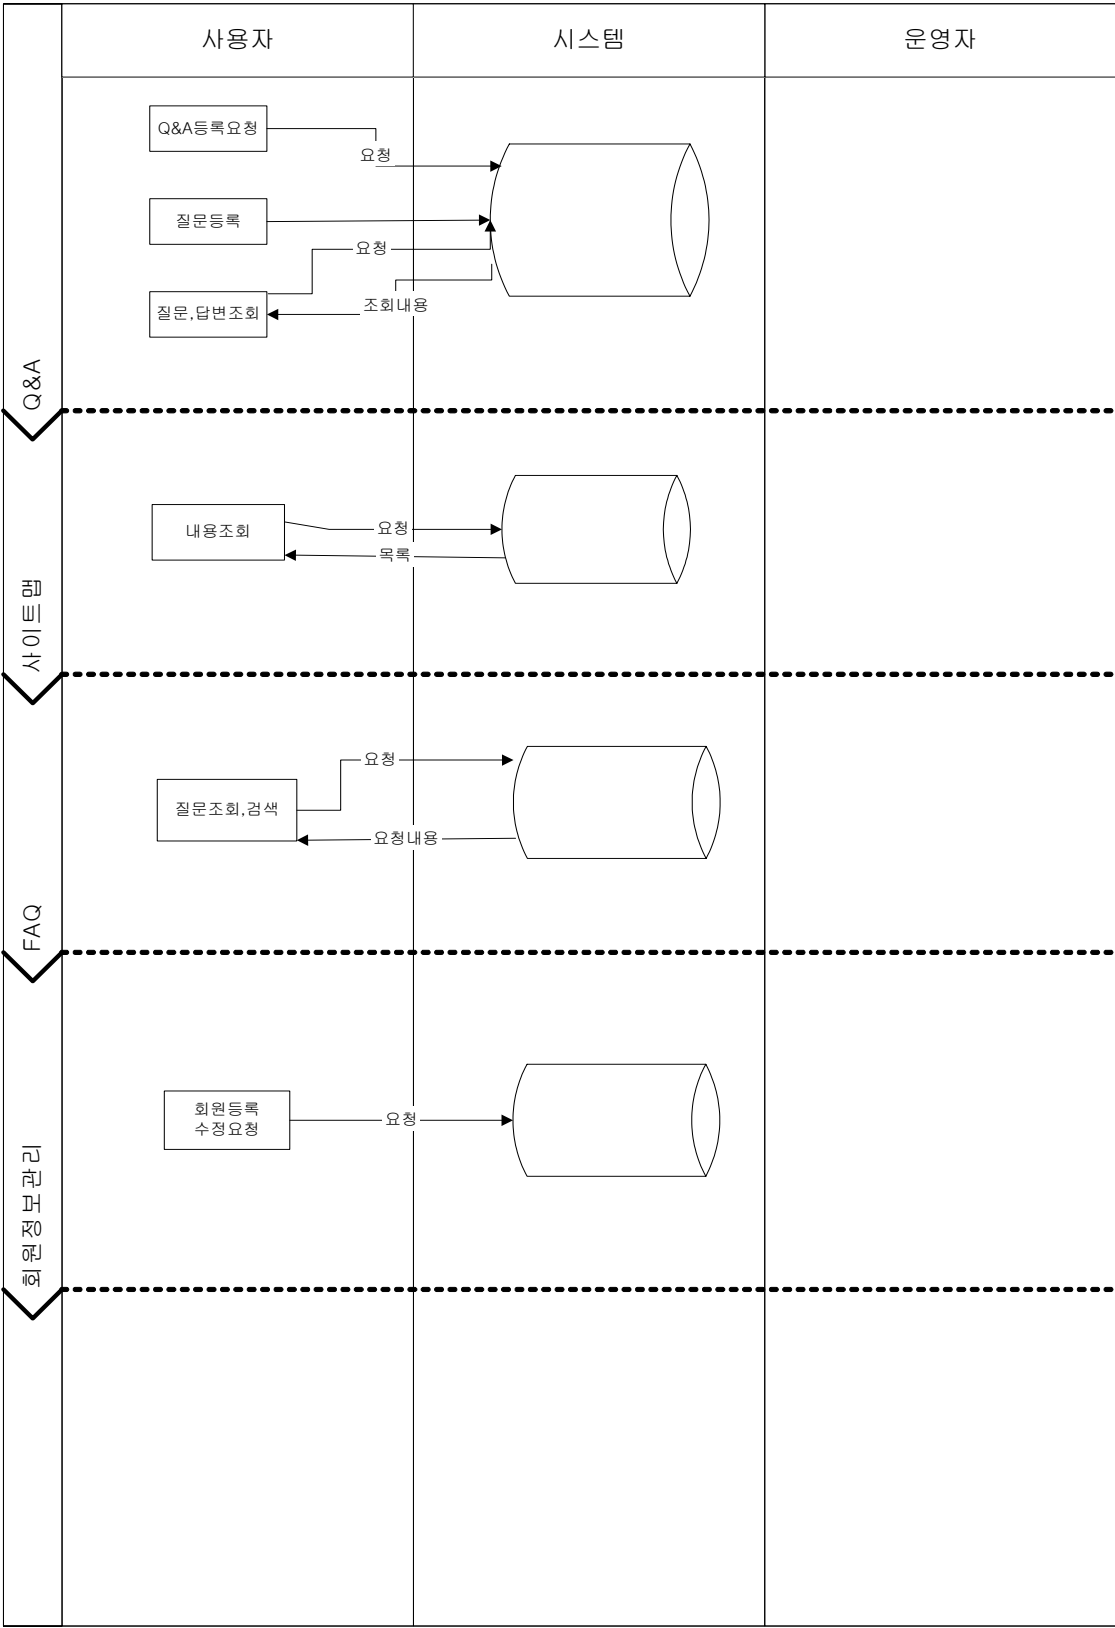 사용자
시스템
운영자
Q&A등록요청
요청
질문등록
요청
질문,답변조회
조회내용
Q&A
내용조회
요청
목록
사이트맵
요청
질문조회,검색
요청내용
FAQ
회원등록
수정요청
요청
회원정보관리